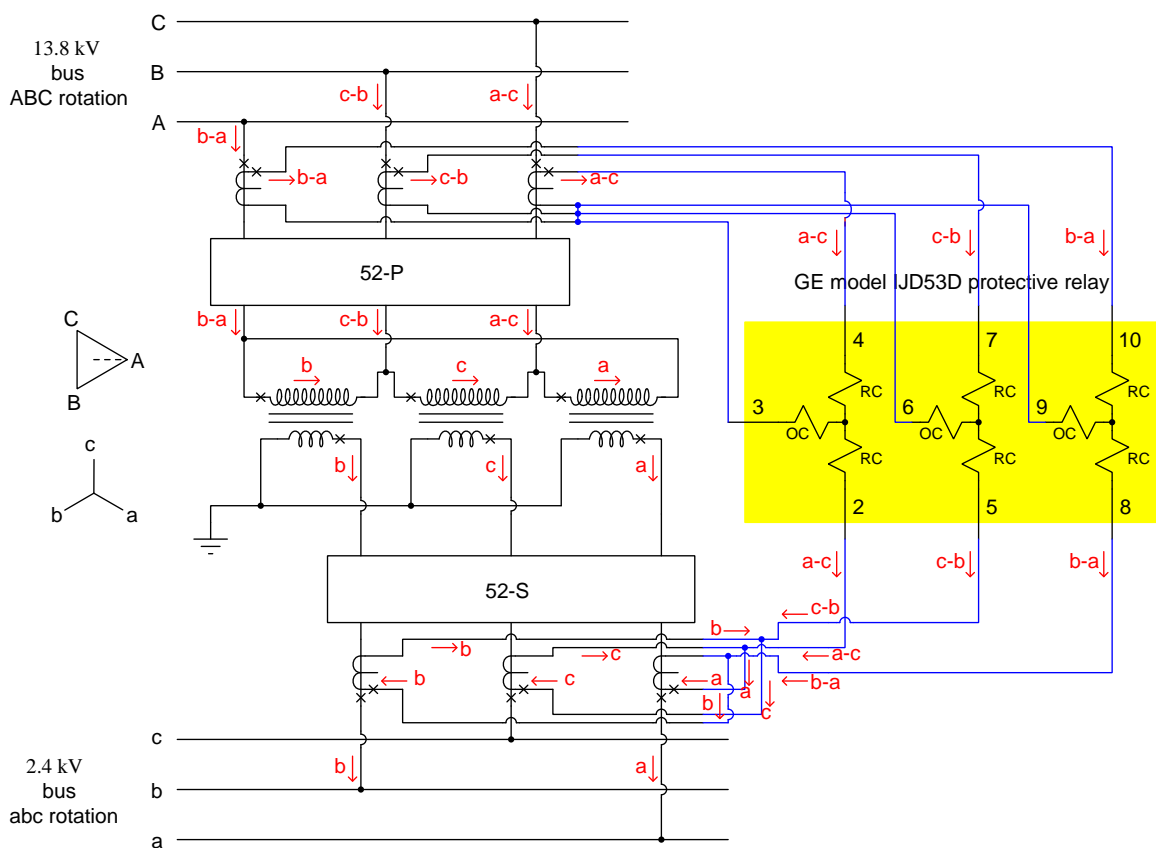 C
13.8 kV
bus
ABC rotation
B
A
c-b
a-c
b-a
b-a
c-b
a-c
52-P
a-c
c-b
b-a
GE model IJD53D protective relay
b-a
c-b
a-c
C
A
B
b
c
a
4
7
10
RC
RC
RC
3
6
9
OC
OC
OC
RC
RC
RC
2
5
8
c
b
a
b
c
a
52-S
a-c
c-b
b-a
c-b
b
b
c
a-c
b
c
a
a
b-a
b
c
c
2.4 kV
bus
abc rotation
b
a
b
a